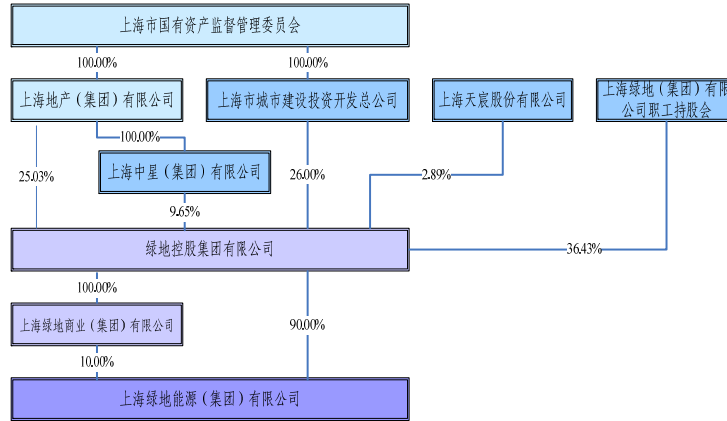 上海市国有资产监督管理委员会
100.00%
100.00%
上海地产（集团）有限公司
上海市城市建设投资开发总公司
上海天宸股份有限公司
上海绿地（集团）有限
公司职工持股会
100.00%
上海中星（集团）有限公司
25.03%
26.00%
2.89%
9.65%
绿地控股集团有限公司
36.43%
100.00%
上海绿地商业（集团）有限公司
90.00%
10.00%
上海绿地能源（集团）有限公司